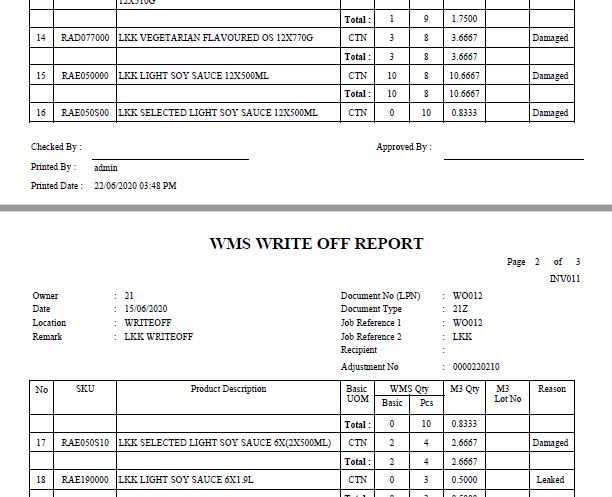 12X510G
Total : 1 9 1.7500
14 RAD077000 LKK VEGETARIAN FLAVOURED OS 12X770G CTN 3 8 3.6667 Damaged
Total : 3 8 3.6667
15 RAE050000 LKK LIGHT SOY SAUCE 12X500ML CTN 10 8 10.6667 Damaged
Total : 10 8 10.6667
16 RAE050S00 LKK SELECTED LIGHT SOY SAUCE 12X500ML CTN 0 10 0.8333 Damaged
Checked By : Approved By :
Printed By : admin
Printed Date : 22/06/2020 03:48 PM
WMS WRITE OFF REPORT
Page 2 of 3
INV011
Owner : 21 Document No (LPN) : WO012
Date : 15/06/2020 Document Type : 21Z
Location : WRITEOFF Job Reference 1 : WO012
Remark : LKK WRITEOFF Job Reference 2 : LKK
Recipient :
Adjustment No : 0000220210
No SKU Product Description Basic UOM WMS Qty M3 Qty M3 Lot No Reason
Basic Pcs
Total : 0 10 0.8333
17 RAE050S10 LKK SELECTED LIGHT SOY SAUCE 6X(2X500ML) CTN 2 4 2.6667 Damaged
Total : 2 4 2.6667
18 RAE190000 LKK LIGHT SOY SAUCE 6X1.9L CTN 0 3 0.5000 Leaked